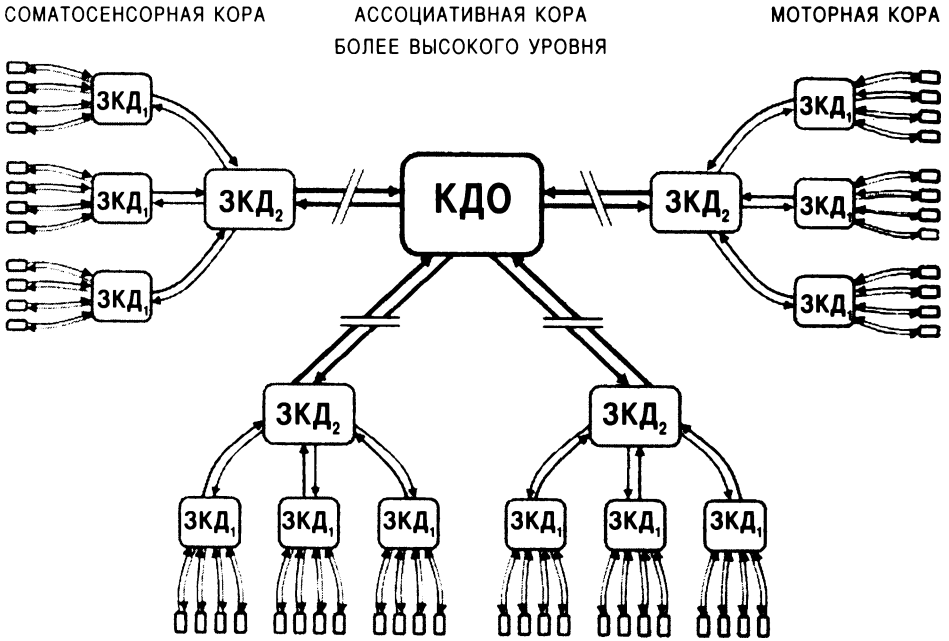 СОМАТОСЕНСОРНАЯ КОРА
АССОЦИАТИВНАЯ КОРА
МОТОРНАЯ КОРА
БОЛЕЕ ВЫСОКОГО УРОВНЯ
ЗКД₁
ЗКД₁
ЗКД₁
ЗКД₂
КДО
ЗКД₂
ЗКД₁
ЗКД₁
ЗКД₁
ЗКД₂
ЗКД₂
ЗКД₁
ЗКД₁
ЗКД₁
ЗКД₁
ЗКД₁
ЗКД₁